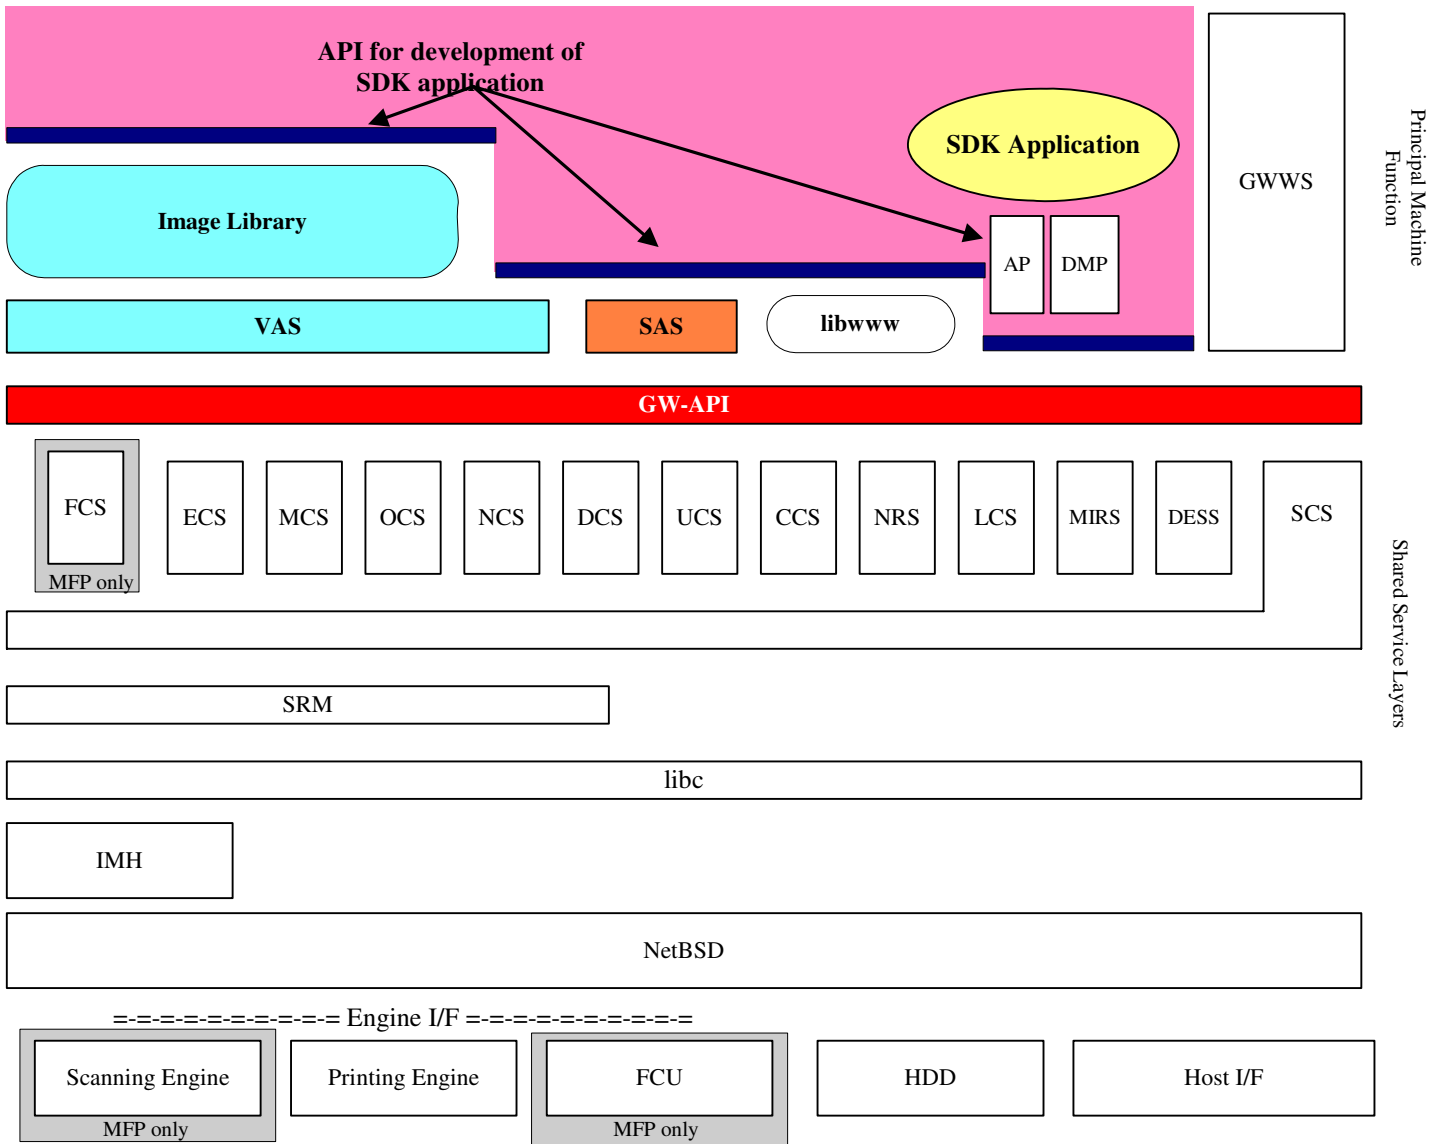 API for development of
SDK application
SDK Application
GWWS
Principal Machine
Function
Image Library
AP
DMP
VAS
SAS
libwww
GW-API
FCS
MFP only
ECS
MCS
OCS
NCS
DCS
UCS
CCS
NRS
LCS
MIRS
DESS
SCS
Shared Service Layers
SRM
libc
IMH
NetBSD
=-=-=-=-=-=-=-=-=-= Engine I/F =-=-=-=-=-=-=-=-=-=
Scanning Engine
MFP only
Printing Engine
FCU
MFP only
HDD
Host I/F